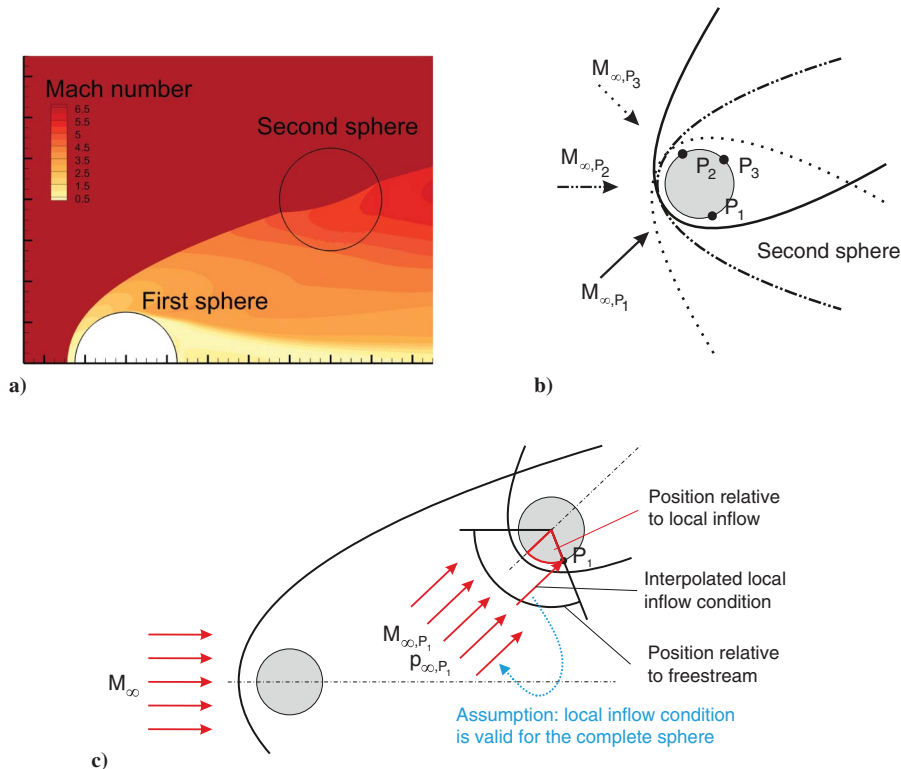 Mach number
6.5
5.5
4.5
3.5
2.5
1.5
0.5
Second sphere
First sphere
a)
M∞,P3
M∞,P2
M∞,P1
P2
P3
P1
Second sphere
b)
M∞
M∞,P1
p∞,P1
P1
Position relative
to local inflow
Interpolated local
inflow condition
Position relative
to freestream
Assumption: local inflow condition
is valid for the complete sphere
c)